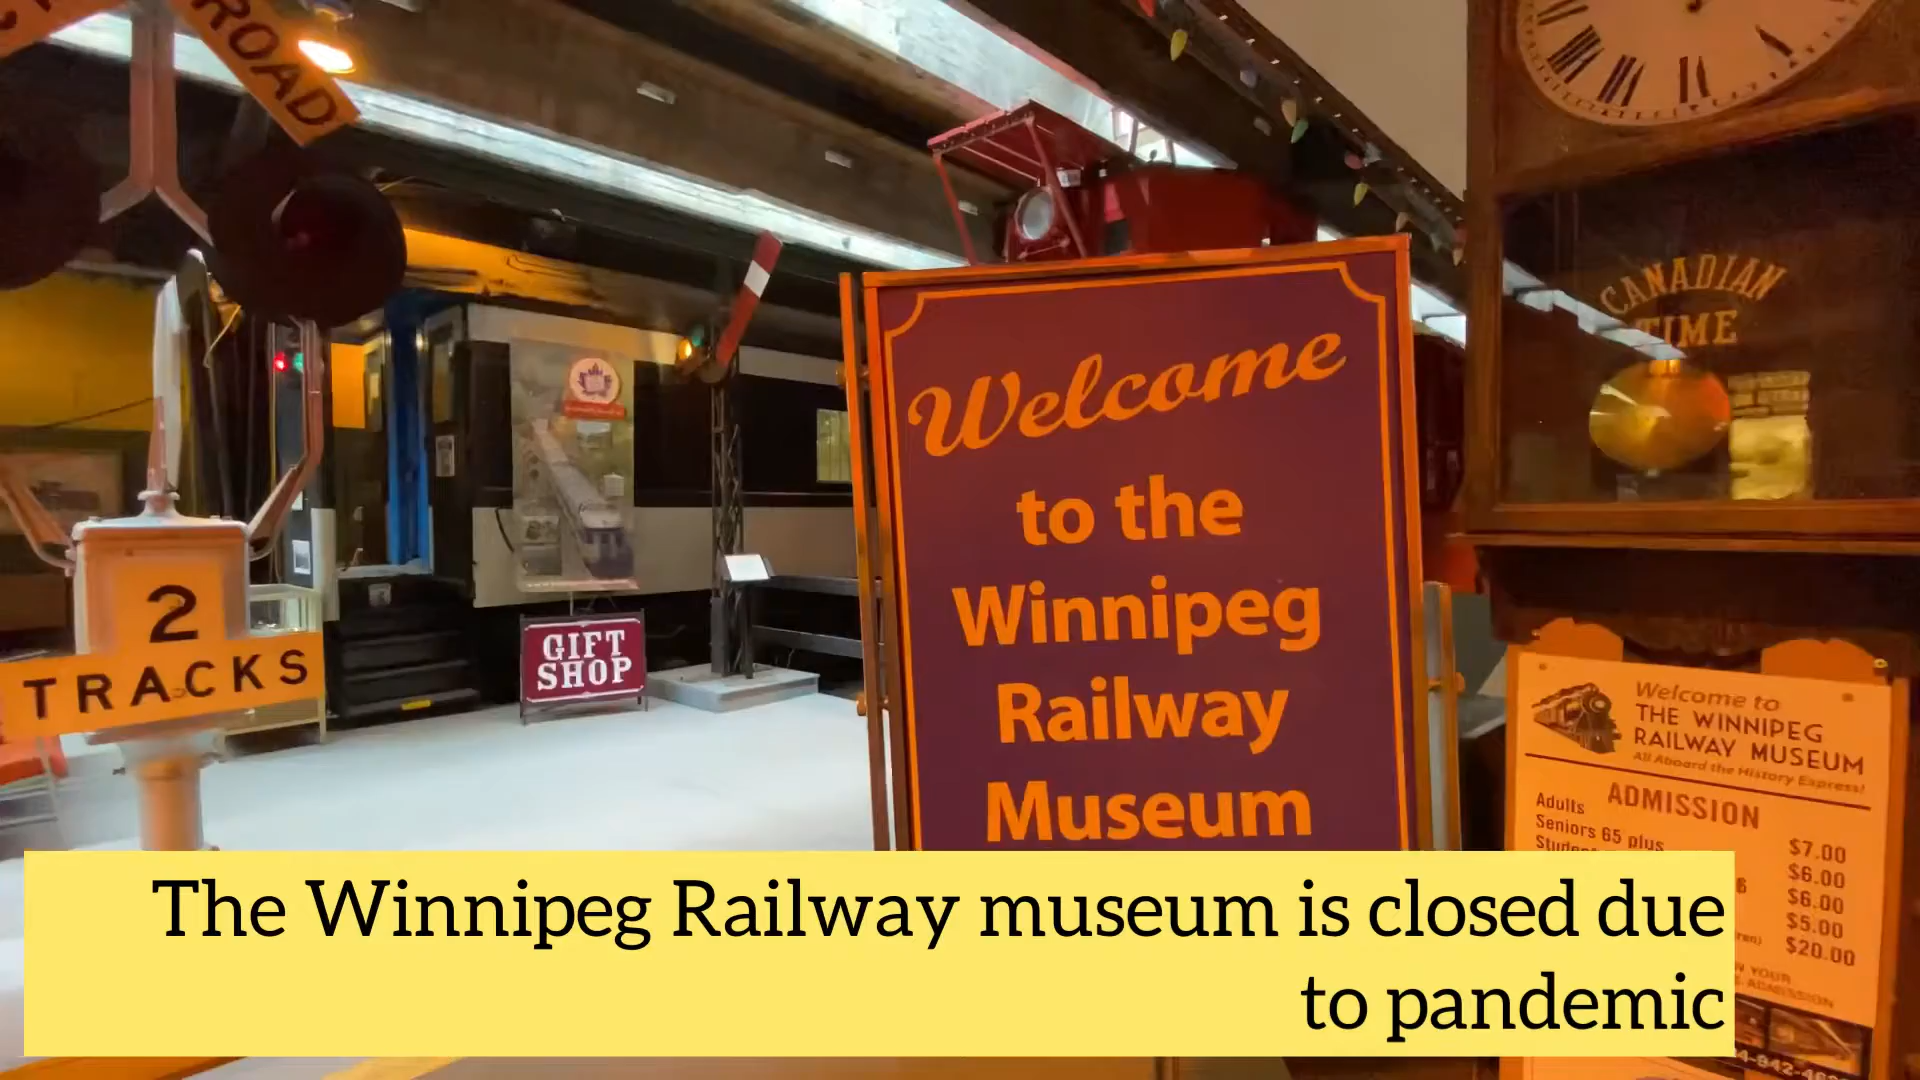 ROAD
2
TRACKS
GIFT
SHOP
Welcome
to the
Winnipeg
Railway
Museum
CANADIAN
TIME
Welcome to
THE WINNIPEG
RAILWAY MUSEUM
All Aboard the History Express!
ADMISSION
Adults $7.00
Seniors 65 plus $6.00
$6.00
$5.00
$20.00
YOUR
ADMISSION
The Winnipeg Railway museum is closed due
to pandemic